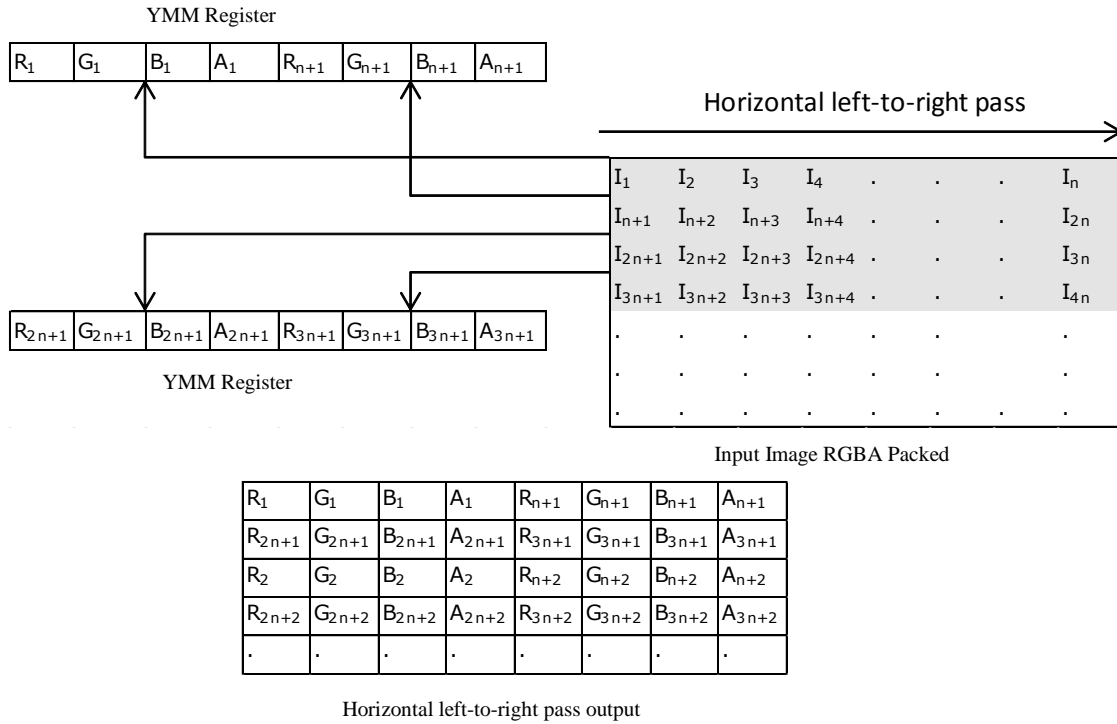 YMM Register
R1 G1 B1 A1 Rn+1 Gn+1 Bn+1 An+1
Horizontal left-to-right pass
I1 I2 I3 I4 . . . In
In+1 In+2 In+3 In+4 . . . I2n
I2n+1 I2n+2 I2n+3 I2n+4 . . . I3n
I3n+1 I3n+2 I3n+3 I3n+4 . . . I4n
. . . . . . . .
. . . . . . .
. . . . . . . .
R2n+1 G2n+1 B2n+1 A2n+1 R3n+1 G3n+1 B3n+1 A3n+1
YMM Register
Input Image RGBA Packed
R1 G1 B1 A1 Rn+1 Gn+1 Bn+1 An+1
R2n+1 G2n+1 B2n+1 A2n+1 R3n+1 G3n+1 B3n+1 A3n+1
R2 G2 B2 A2 Rn+2 Gn+2 Bn+2 An+2
R2n+2 G2n+2 B2n+2 A2n+2 R3n+2 G3n+2 B3n+2 A3n+2
. . . . . . . .
Horizontal left-to-right pass output